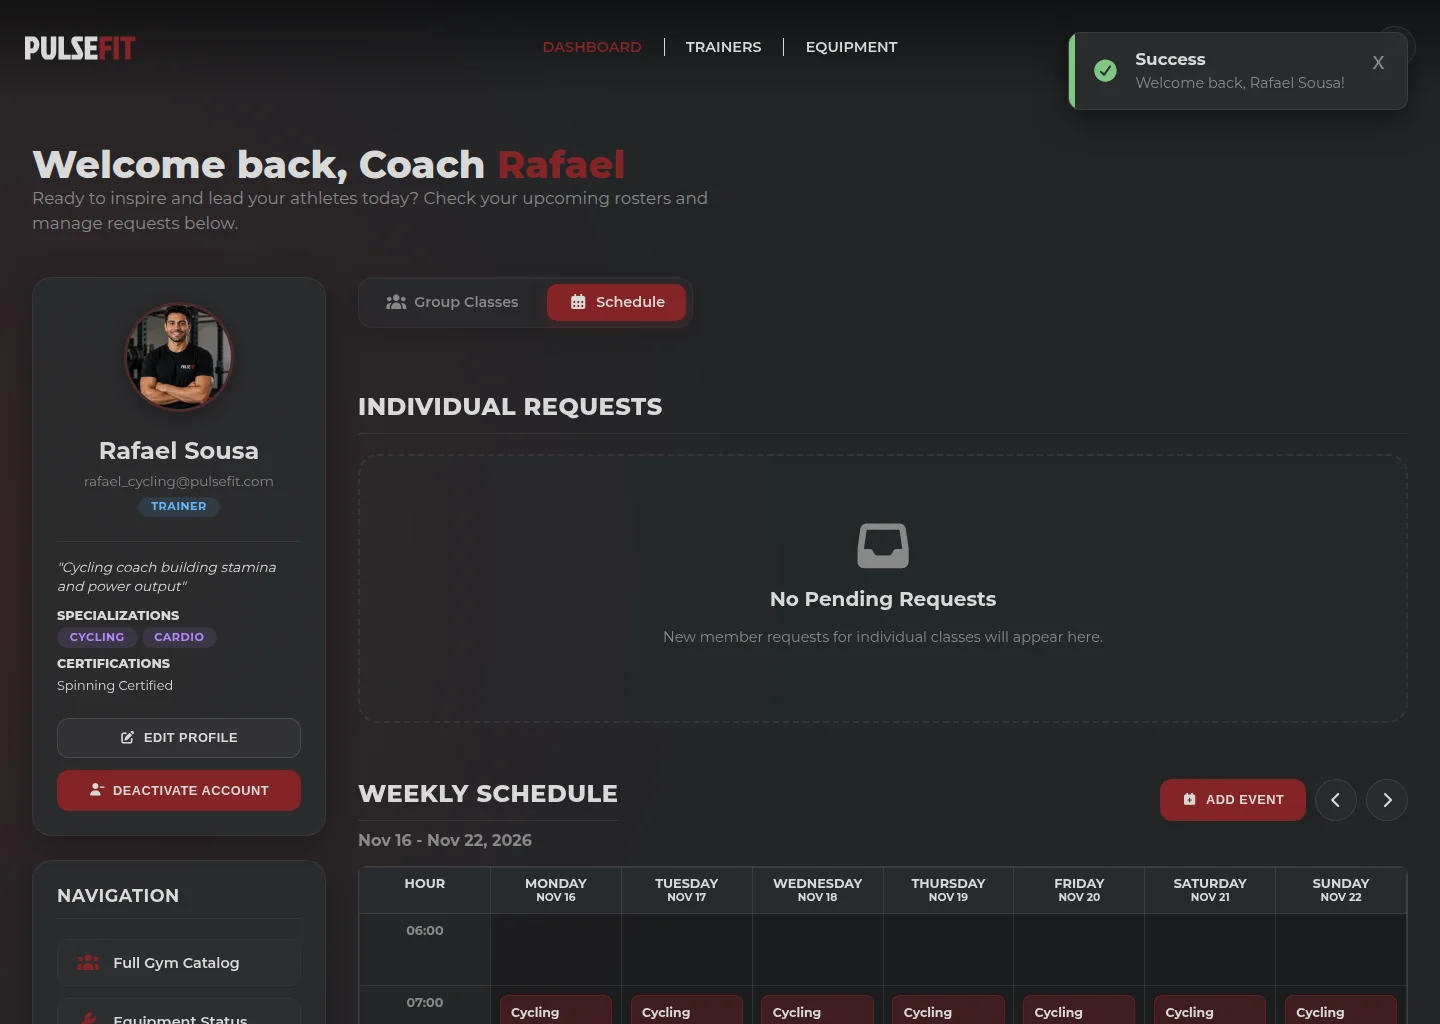 PULSEFIT
DASHBOARD
TRAINERS
EQUIPMENT
Success
Welcome back, Rafael Sousa!
X
Welcome back, Coach Rafael
Ready to inspire and lead your athletes today? Check your upcoming rosters and
manage requests below.
Rafael Sousa
rafael_cycling@pulsefit.com
TRAINER
"Cycling coach building stamina
and power output"
SPECIALIZATIONS
CYCLING CARDIO
CERTIFICATIONS
Spinning Certified
EDIT PROFILE
DEACTIVATE ACCOUNT
NAVIGATION
Full Gym Catalog
Equipment Status
Group Classes
Schedule
INDIVIDUAL REQUESTS
No Pending Requests
New member requests for individual classes will appear here.
WEEKLY SCHEDULE
ADD EVENT
Nov 16 - Nov 22, 2026
HOUR MONDAY TUESDAY WEDNESDAY THURSDAY FRIDAY SATURDAY SUNDAY
NOV 16 NOV 17 NOV 18 NOV 19 NOV 20 NOV 21 NOV 22
06:00
07:00
Cycling Cycling Cycling Cycling Cycling Cycling Cycling